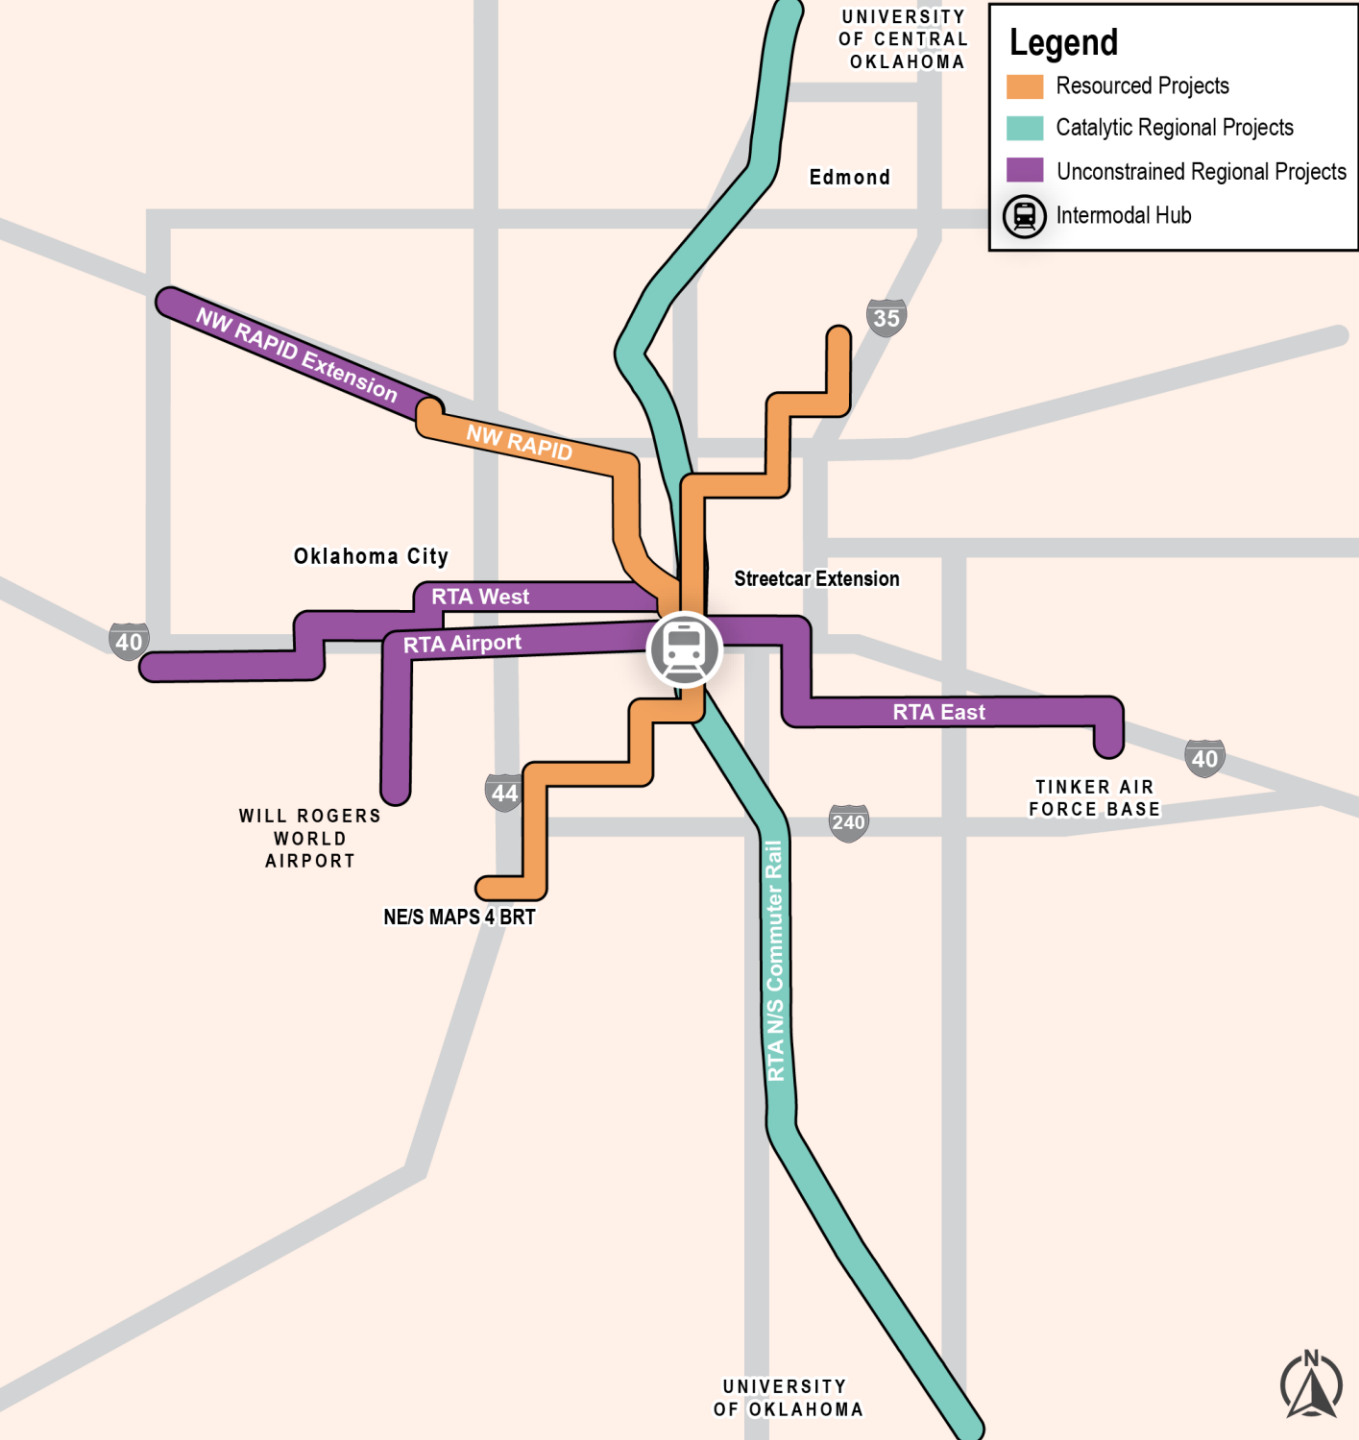 UNIVERSITY
OF CENTRAL
OKLAHOMA
Legend
Resourced Projects
Catalytic Regional Projects
Unconstrained Regional Projects
Intermodal Hub
Edmond
35
NW RAPID Extension
NW RAPID
Oklahoma City
Streetcar Extension
RTA West
40
RTA Airport
RTA East
40
TINKER AIR
FORCE BASE
44
240
WILL ROGERS
WORLD
AIRPORT
NE/S MAPS 4 BRT
RTA N/S Commuter Rail
UNIVERSITY
OF OKLAHOMA
N